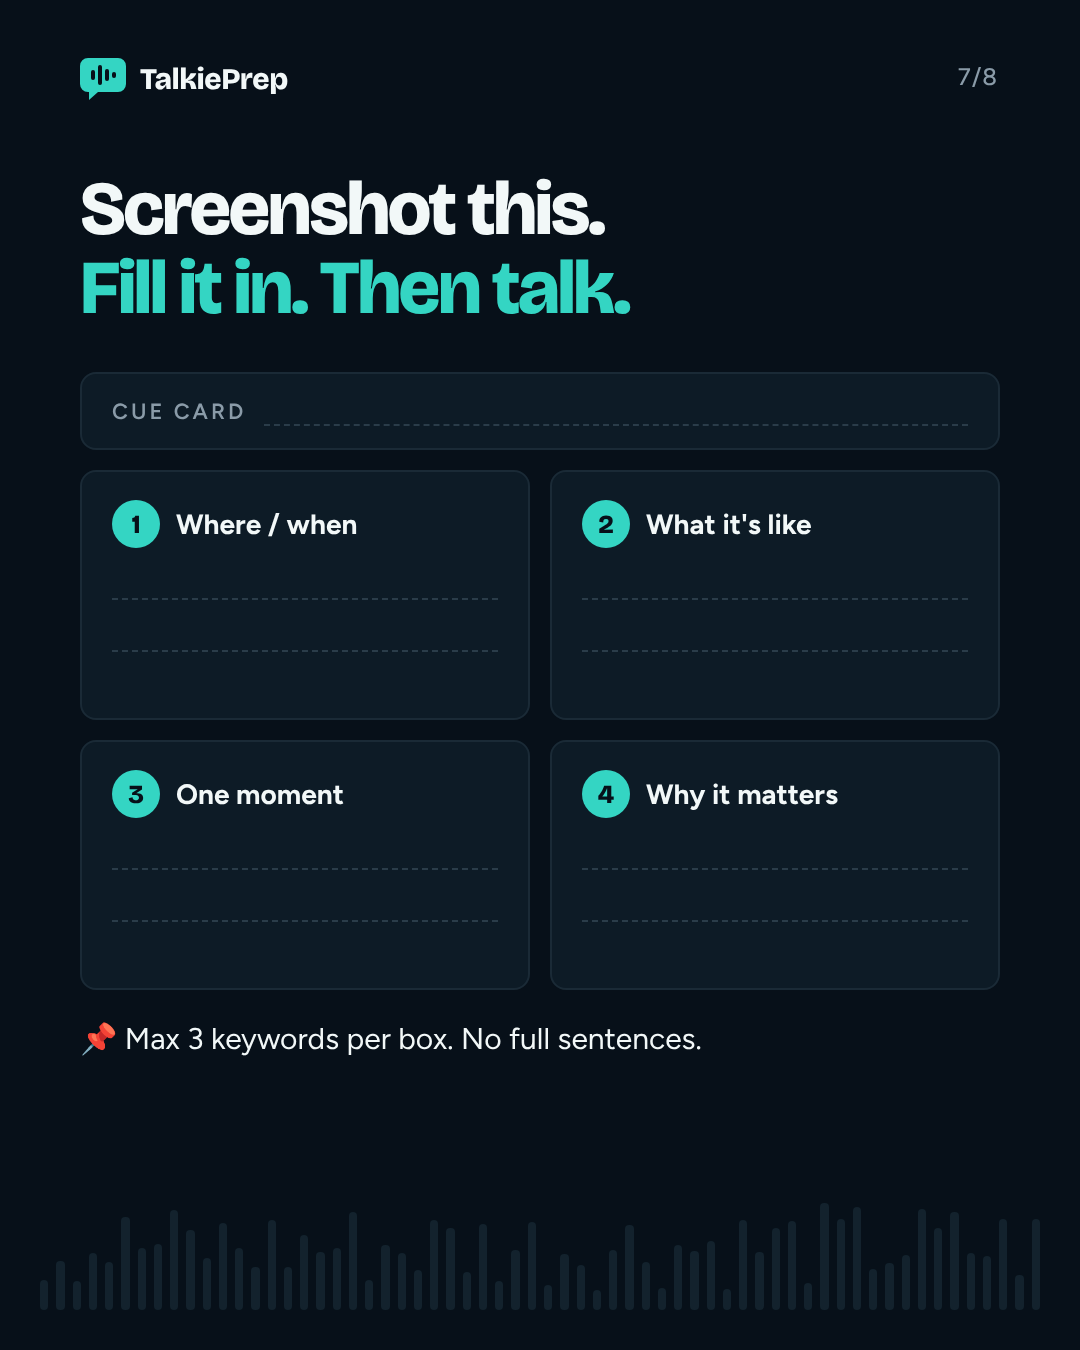 TalkiePrep
7/8
Screenshot this.
Fill it in. Then talk.
CUE CARD
1 Where / when
2 What it's like
3 One moment
4 Why it matters
📌 Max 3 keywords per box. No full sentences.